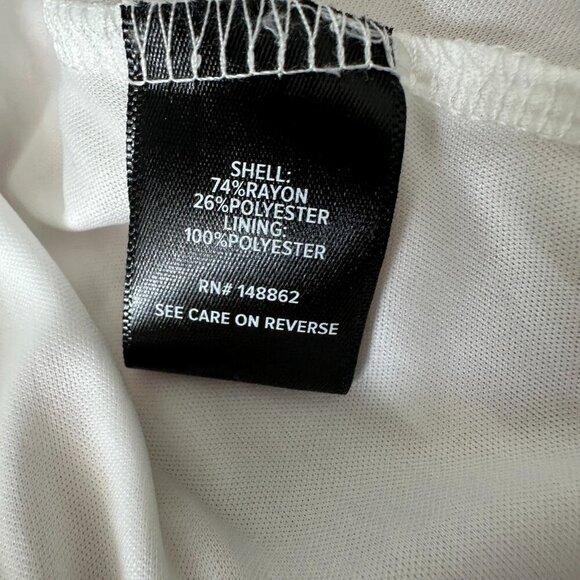 SHELL:
74%RAYON
26%POLYESTER
LINING:
100%POLYESTER
RN# 148862
SEE CARE ON REVERSE